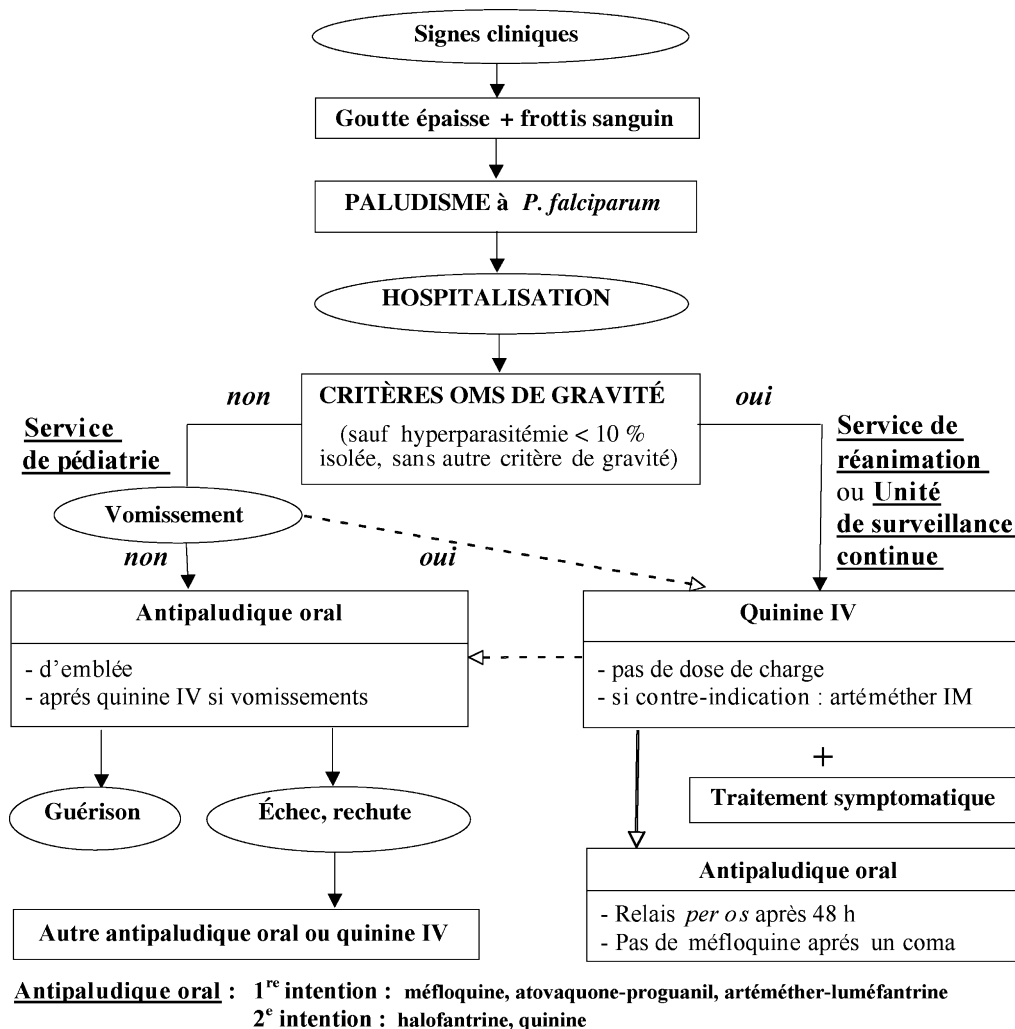 Signes cliniques
Goutte épaisse + frottis sanguin
PALUDISME à P. falciparum
HOSPITALISATION
CRITÈRES OMS DE GRAVITÉ
(sauf hyperparasitémie < 10 %
isolée, sans autre critère de gravité)
non
oui
Service
de pédiatrie
Service de
réanimation
ou Unité
de surveillance
continue
Vomissement
non
oui
Antipaludique oral
- d'emblée
- aprés quinine IV si vomissements
Quinine IV
- pas de dose de charge
- si contre-indication : artéméther IM
+
Traitement symptomatique
Guérison
Échec, rechute
Autre antipaludique oral ou quinine IV
Antipaludique oral
- Relais per os après 48 h
- Pas de méfloquine aprés un coma
Antipaludique oral : 1re intention : méfloquine, atovaquone-proguanil, artéméther-luméfantrine
2e intention : halofantrine, quinine